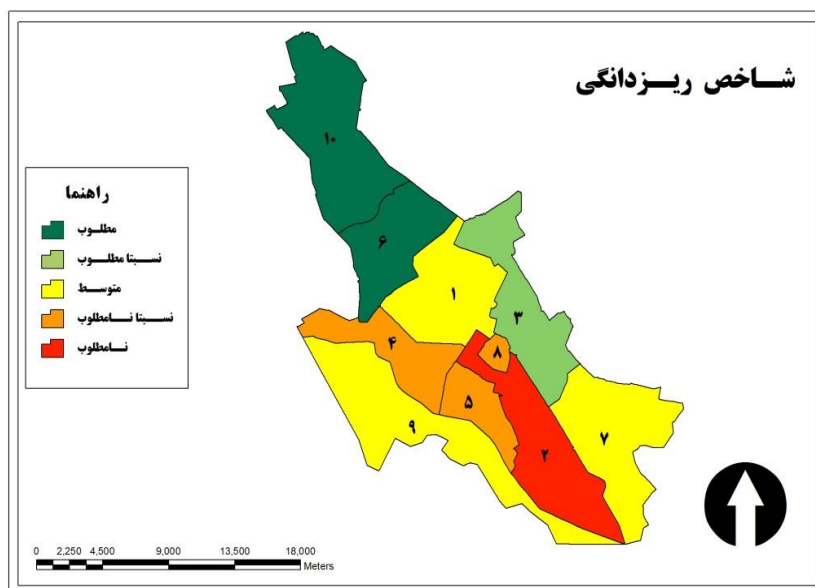 شاخص ریزدانگی
راهنما
مطلوب
نسبتا مطلوب
متوسط
نسبتا نامطلوب
نامطلوب
۱۰
۶
۱
۳
۴
۸
۵
۹
۲
۷
0 2,250 4,500 9,000 13,500 18,000
Meters